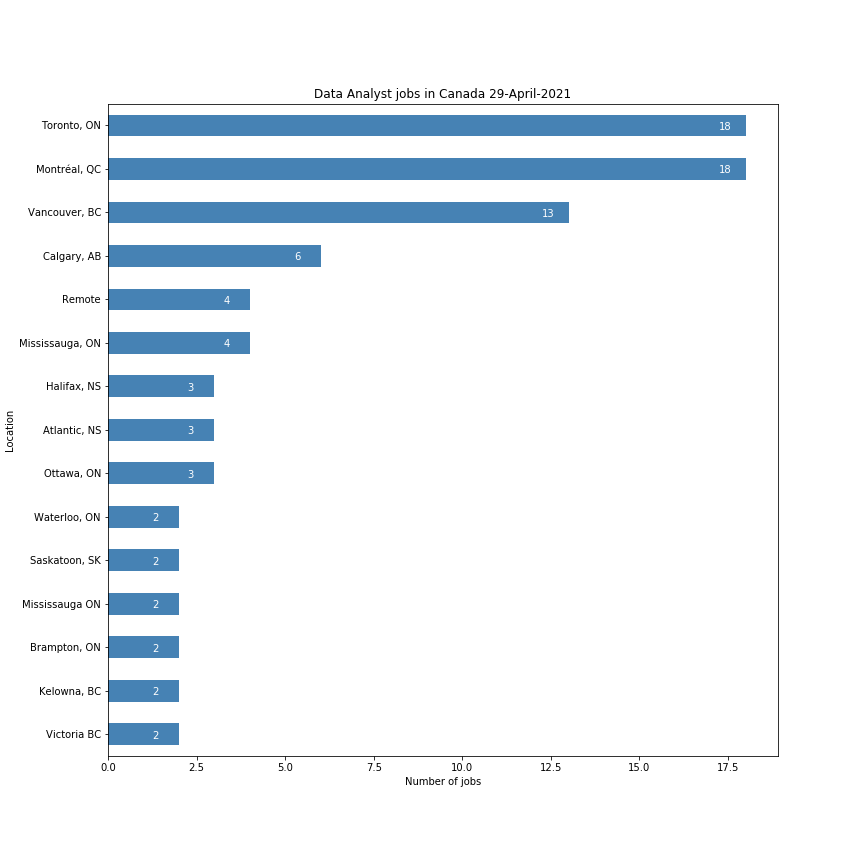 Data Analyst jobs in Canada 29-April-2021
Toronto, ON 18
Montréal, QC 18
Vancouver, BC 13
Calgary, AB 6
Remote 4
Mississauga, ON 4
Halifax, NS 3
Atlantic, NS 3
Location
Ottawa, ON 3
Waterloo, ON 2
Saskatoon, SK 2
Mississauga ON 2
Brampton, ON 2
Kelowna, BC 2
Victoria BC 2
0.0 2.5 5.0 7.5 10.0 12.5 15.0 17.5
Number of jobs